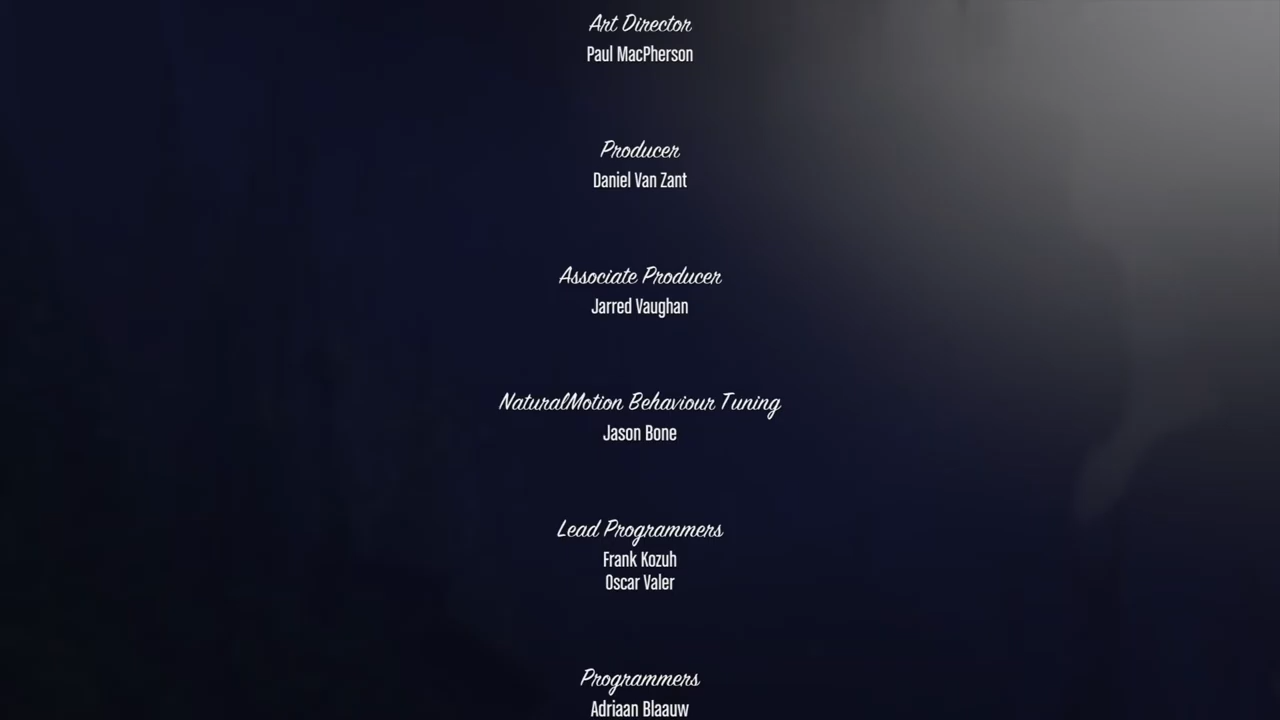 Art Director
Paul MacPherson
Producer
Daniel Van Zant
Associate Producer
Jarred Vaughan
NaturalMotion Behaviour Tuning
Jason Bone
Lead Programmers
Frank Kozuh
Oscar Valer
Programmers
Adriaan Blaauw